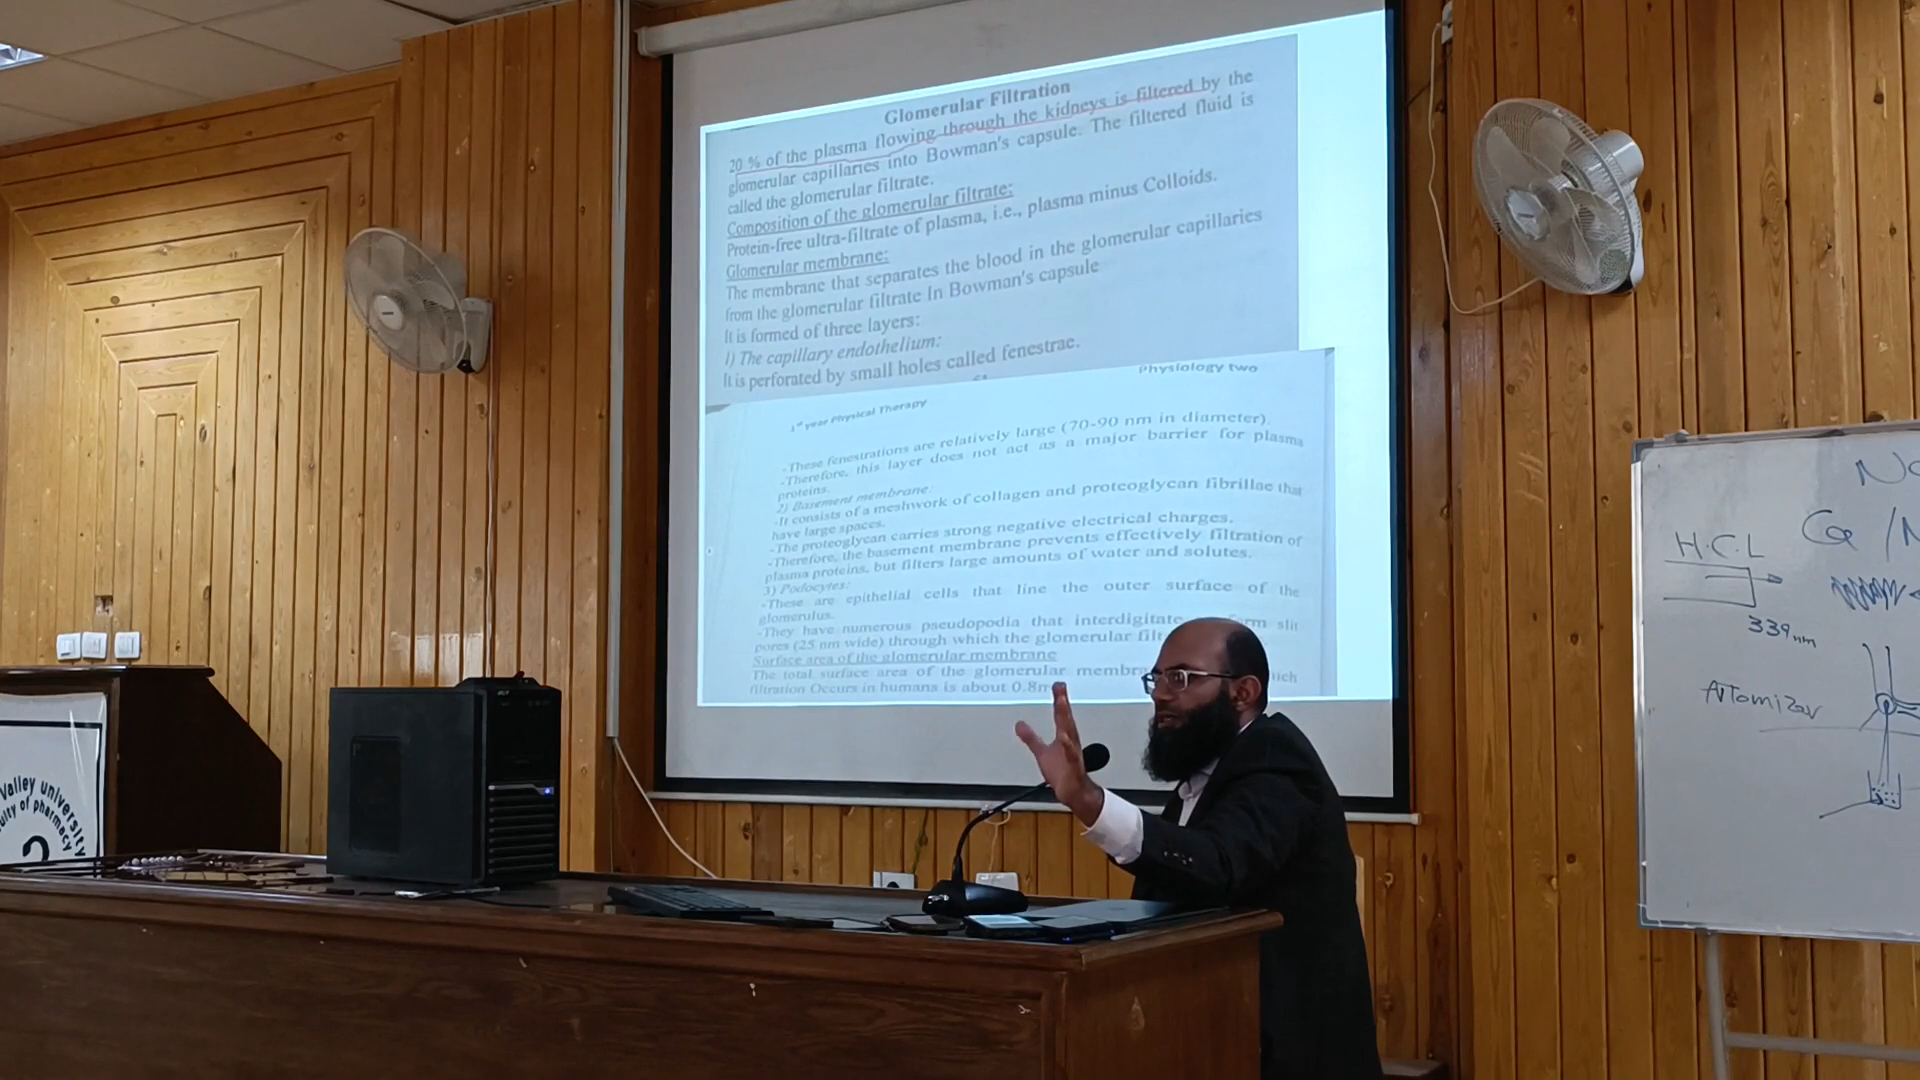 Glomerular Filtration
20 % of the plasma flowing through the kidneys is filtered by the
glomerular capillaries into Bowman's capsule. The filtered fluid is
called the glomerular filtrate.
Composition of the glomerular filtrate:
Protein-free ultra-filtrate of plasma, i.e., plasma minus Colloids.
Glomerular membrane:
The membrane that separates the blood in the glomerular capillaries
from the glomerular filtrate In Bowman's capsule
It is formed of three layers:
1) The capillary endothelium:
It is perforated by small holes called fenestrae.
1st year Physical Therapy
Physiology two
-These fenestrations are relatively large (70-90 nm in diameter).
-Therefore, this layer does not act as a major barrier for plasma
proteins.
2) Basement membrane:
-It consists of a meshwork of collagen and proteoglycan fibrillae that
have large spaces.
-The proteoglycan carries strong negative electrical charges.
-Therefore, the basement membrane prevents effectively filtration of
plasma proteins, but filters large amounts of water and solutes.
3) Podocytes:
-These are epithelial cells that line the outer surface of the
glomerulus.
-They have numerous pseudopodia that interdigitate slit
pores (25 nm wide) through which the glomerular
Surface area of the glomerular membrane
The total surface area of the glomerular
filtration Occurs in humans is about 0.8
Valley university
of pharmacy
H.C.L
339 nm
Atomizer